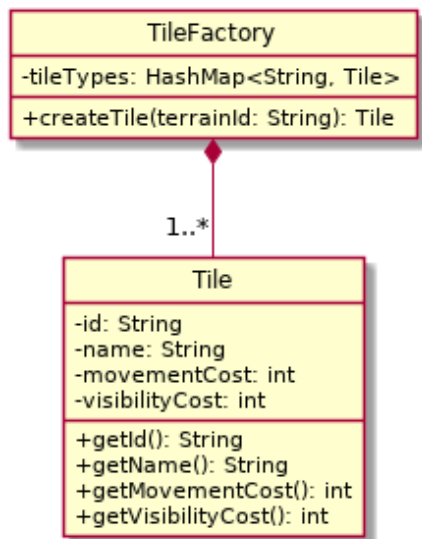 TileFactory
-tileTypes: HashMap<String, Tile>
+createTile(terrainId: String): Tile
1..*
Tile
-id: String
-name: String
-movementCost: int
-visibilityCost: int
+getId(): String
+getName(): String
+getMovementCost(): int
+getVisibilityCost(): int